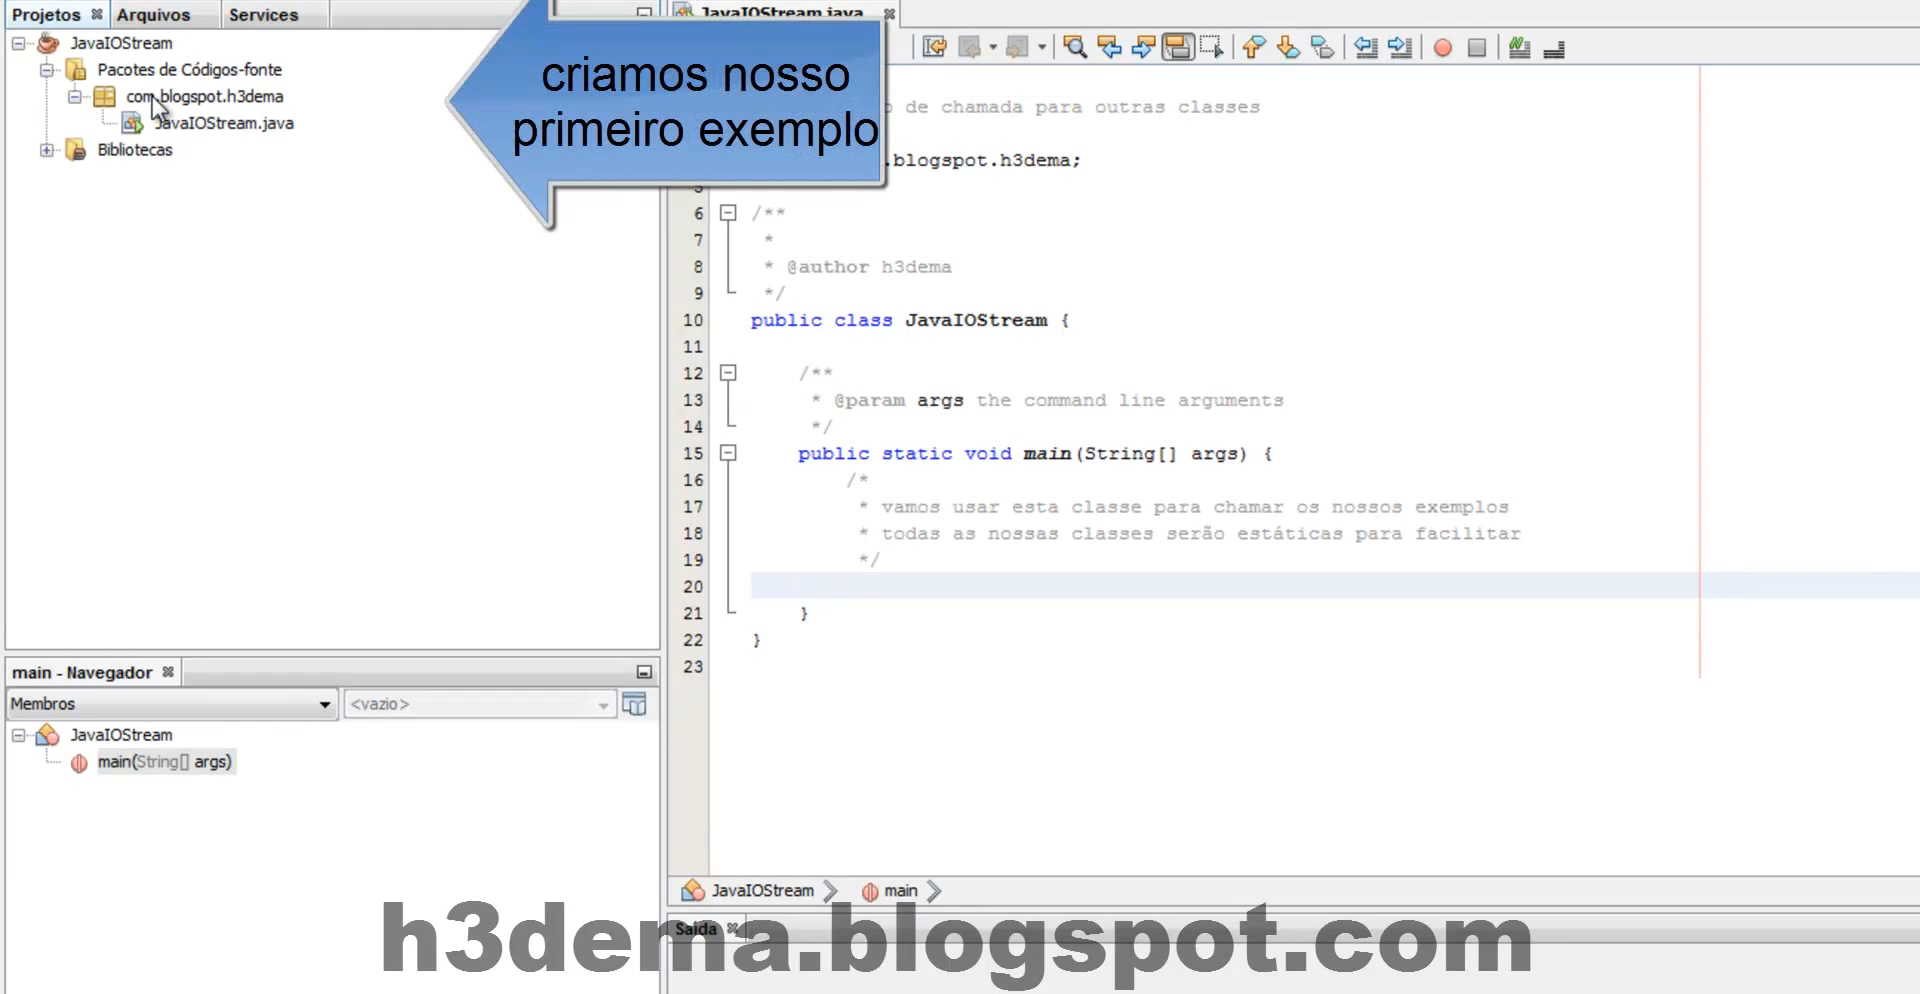 Projetos
Arquivos
Services
JavaIOStream
Pacotes de Códigos-fonte
com.blogspot.h3dema
JavaIOStream.java
Bibliotecas
criamos nosso
primeiro exemplo
JavaIOStream.java
o de chamada para outras classes
.blogspot.h3dema;
5
6 /**
7 *
8 * @author h3dema
9 */
10 public class JavaIOStream {
11
12 /**
13 * @param args the command line arguments
14 */
15 public static void main(String[] args) {
16 /*
17 * vamos usar esta classe para chamar os nossos exemplos
18 * todas as nossas classes serão estáticas para facilitar
19 */
20
21 }
22 }
23
main - Navegador
Membros
<vazio>
JavaIOStream
main(String[] args)
JavaIOStream
main
Saída
h3dema.blogspot.com